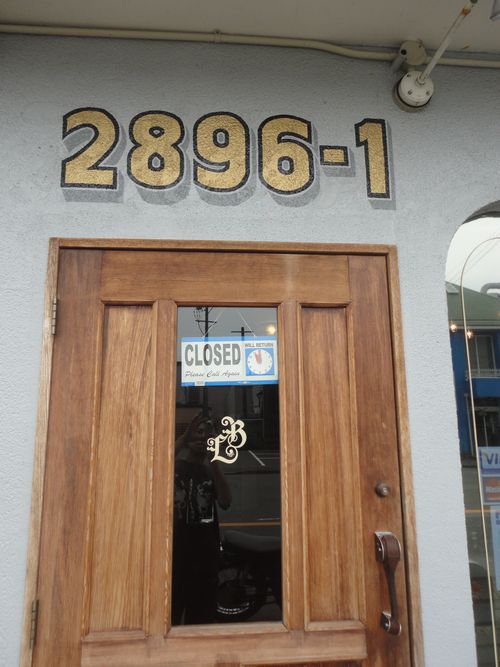 2896-1
CLOSED
WILL RETURN
Please Call Again
LB